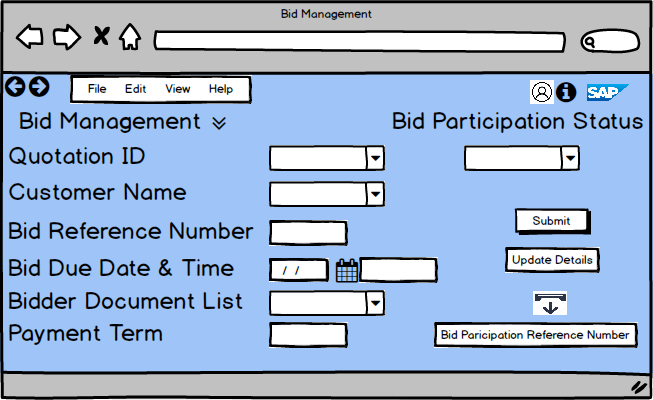 Bid Management
File Edit View Help
SAP
Bid Management
Bid Participation Status
Quotation ID
Customer Name
Bid Reference Number
Submit
Bid Due Date & Time
/ /
Update Details
Bidder Document List
Payment Term
Bid Paricipation Reference Number